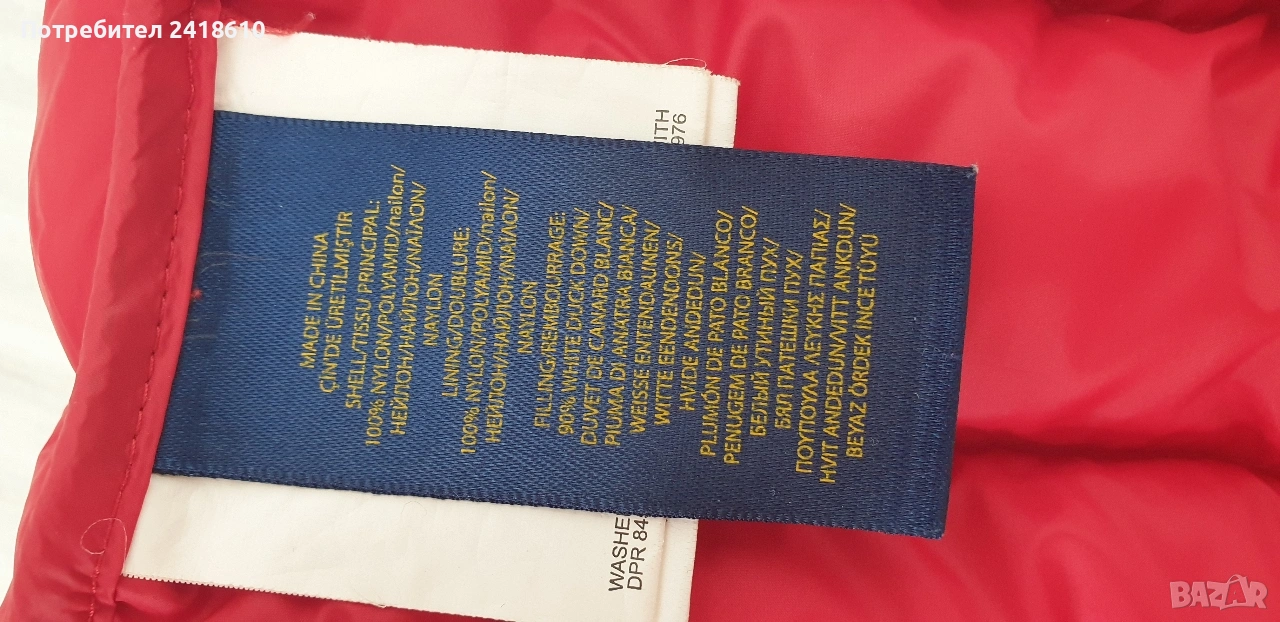 Потребител 2418610
MADE IN CHINA
ÇİN'DE ÜRETİLMİŞTİR
SHELL/TISSU PRINCIPAL:
100% NYLON/POLYAMID/nailon/
НЕЙЛОН/НАЙЛОН/ΝΑΪΛΟΝ/
NAYLON
LINING/DOUBLURE:
100% NYLON/POLYAMID/nailon/
НЕЙЛОН/НАЙЛОН/ΝΑΪΛΟΝ/
NAYLON
FILLING/REMBOURRAGE:
90% WHITE DUCK DOWN/
DUVET DE CANARD BLANC/
PIUMA DI ANATRA BIANCA/
WEISSE ENTENDAUNEN/
WITTE EENDENDONS/
HVIDE ANDEDUN/
PLUMÓN DE PATO BLANCO/
PENUGEM DE PATO BRANCO/
БЕЛЫЙ УТИНЫЙ ПУХ/
БЯЛ ПАТЕШКИ ПУХ/
ΠΟΥΠΟΥΛΑ ΛΕΥΚΗΣ ΠΑΠΙΑΣ/
HVIT ANDEDUN/VITT ANKDUN/
BEYAZ ÖRDEK İNCE TÜYÜ
WASHE
DPR 84
ITH
976
BAZAR